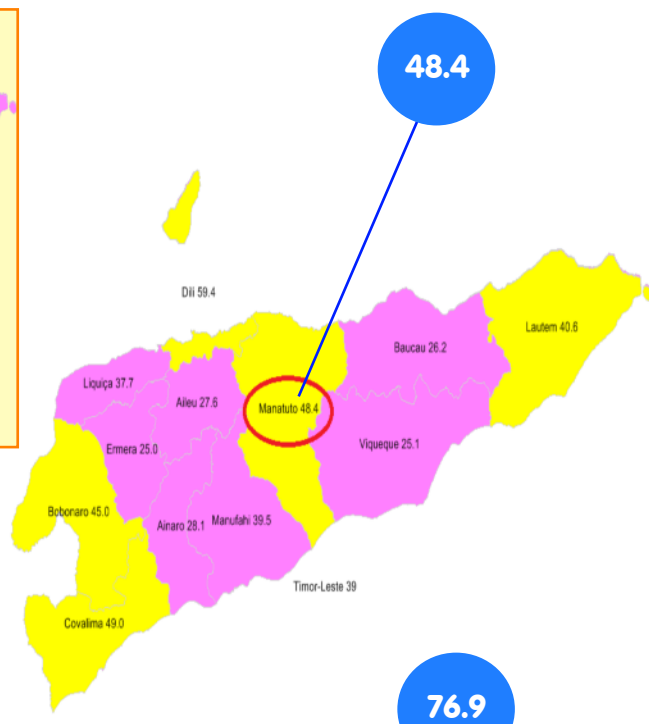 48.4
Dili 59.4
Lautem 40.6
Baucau 26.2
Liquiça 37.7
Aileu 27.6
Manatuto 48.4
Ermera 25.0
Viqueque 25.1
Bobonaro 45.0
Ainaro 28.1
Manufahi 39.5
Timor-Leste 39
Covalima 49.0
76.9